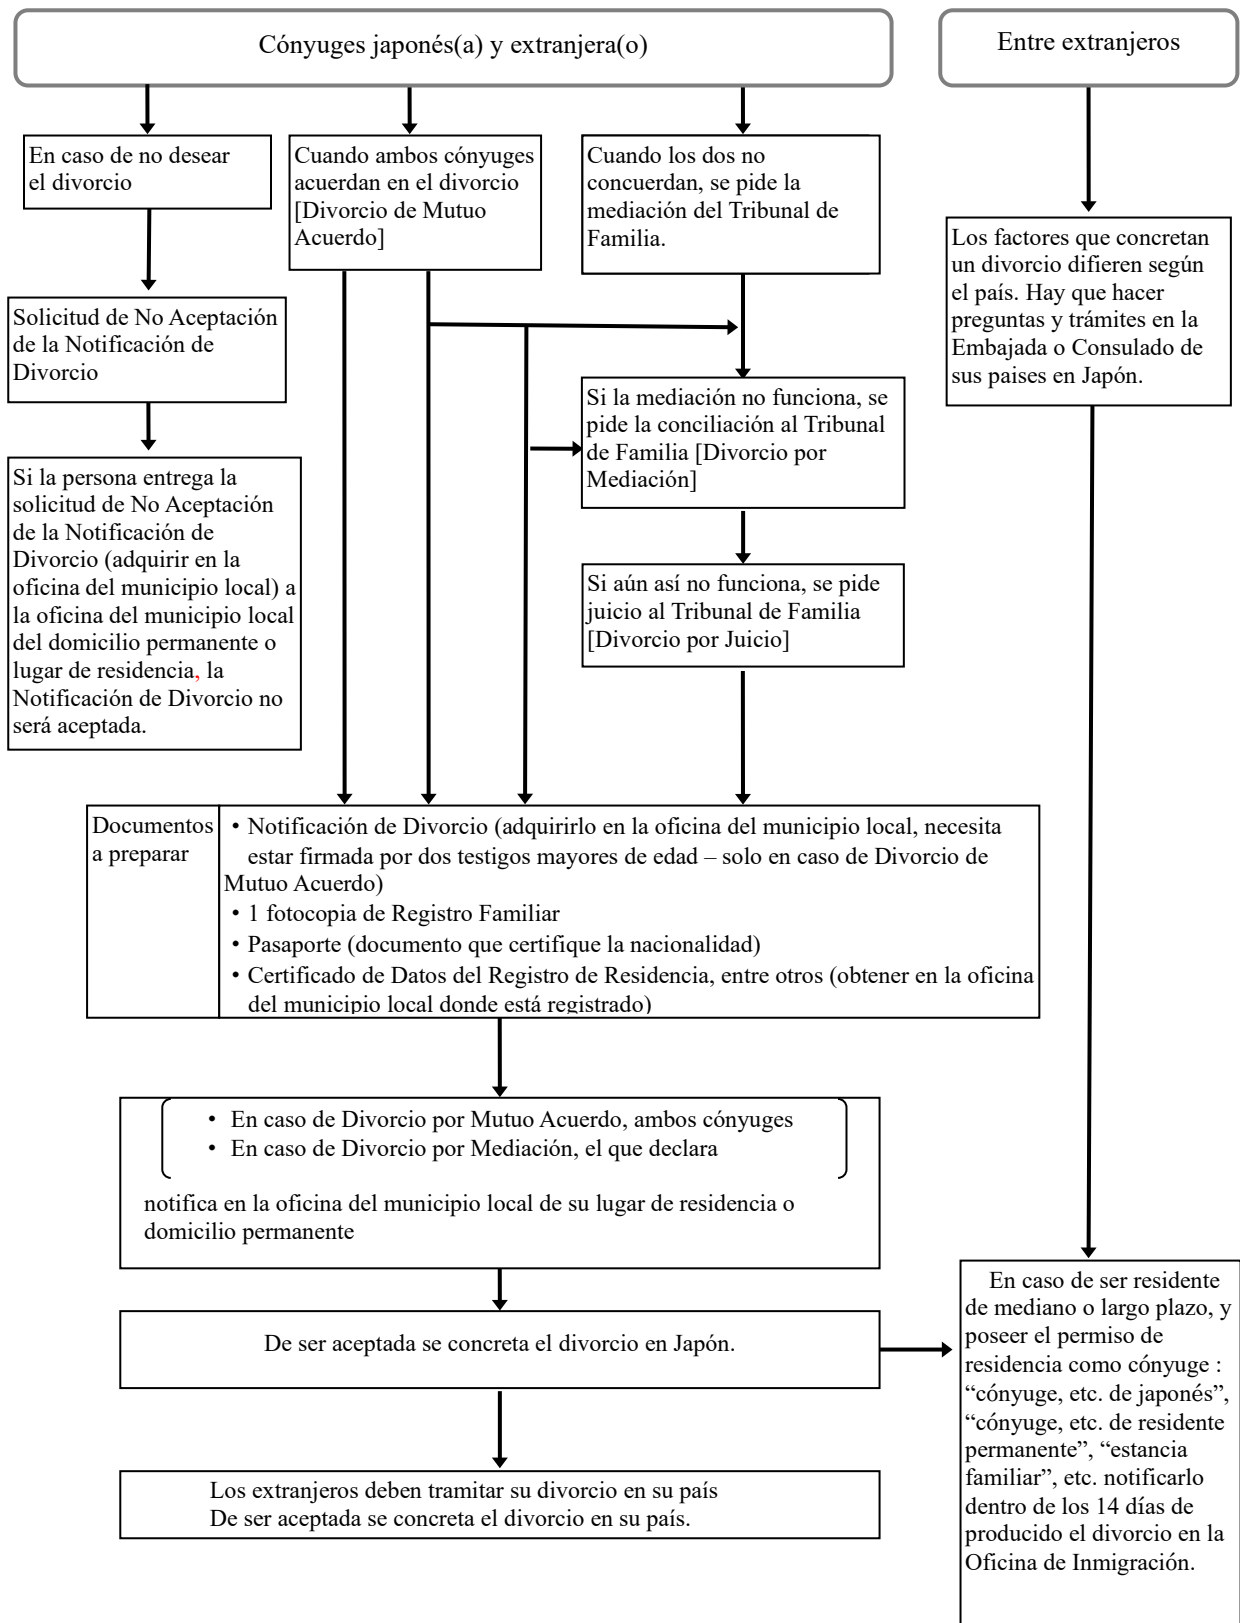 Cónyuges japonés(a) y extranjera(o)
Entre extranjeros
En caso de no desear
el divorcio
Cuando ambos cónyuges
acuerdan en el divorcio
[Divorcio de Mutuo
Acuerdo]
Cuando los dos no
concuerdan, se pide la
mediación del Tribunal de
Familia.
Los factores que concretan
un divorcio difieren según
el país. Hay que hacer
preguntas y trámites en la
Embajada o Consulado de
sus paises en Japón.
Solicitud de No Aceptación
de la Notificación de
Divorcio
Si la mediación no funciona, se
pide la conciliación al Tribunal
de Familia [Divorcio por
Mediación]
Si la persona entrega la
solicitud de No Aceptación
de la Notificación de
Divorcio (adquirir en la
oficina del municipio local) a
la oficina del municipio local
del domicilio permanente o
lugar de residencia, la
Notificación de Divorcio no
será aceptada.
Si aún así no funciona, se pide
juicio al Tribunal de Familia
[Divorcio por Juicio]
Documentos
a preparar
・Notificación de Divorcio (adquirirlo en la oficina del municipio local, necesita
estar firmada por dos testigos mayores de edad – solo en caso de Divorcio de
Mutuo Acuerdo)
・1 fotocopia de Registro Familiar
・Pasaporte (documento que certifique la nacionalidad)
・Certificado de Datos del Registro de Residencia, entre otros (obtener en la oficina
del municipio local donde está registrado)
・ En caso de Divorcio por Mutuo Acuerdo, ambos cónyuges
・ En caso de Divorcio por Mediación, el que declara
notifica en la oficina del municipio local de su lugar de residencia o
domicilio permanente
De ser aceptada se concreta el divorcio en Japón.
En caso de ser residente
de mediano o largo plazo, y
poseer el permiso de
residencia como cónyuge :
“cónyuge, etc. de japonés”,
“cónyuge, etc. de residente
permanente”, “estancia
familiar”, etc. notificarlo
dentro de los 14 días de
producido el divorcio en la
Oficina de Inmigración.
Los extranjeros deben tramitar su divorcio en su país
De ser aceptada se concreta el divorcio en su país.